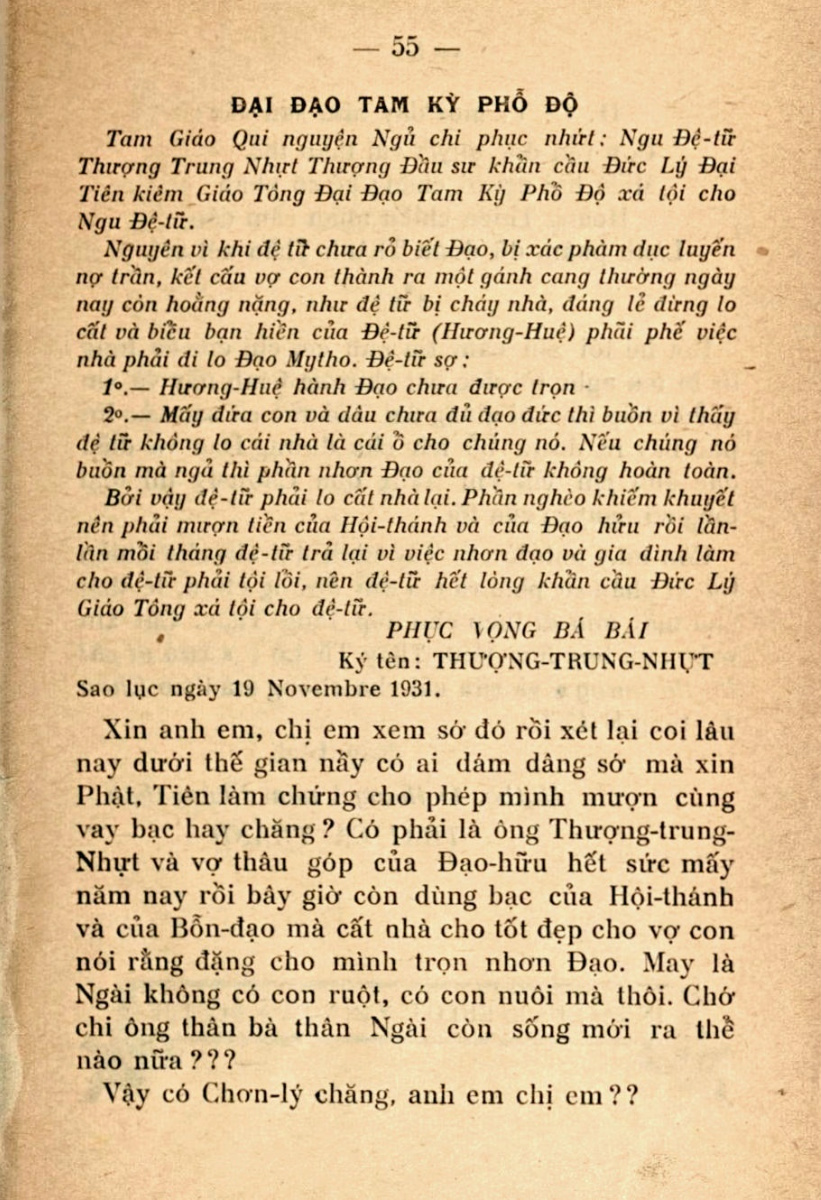 — 55 —
ĐẠI ĐẠO TAM KỲ PHỔ ĐỘ
Tam Giáo Qui nguyện Ngủ chi phục nhứt: Ngu Đệ-tữ
Thượng Trung Nhựt Thượng Đầu sư khần cầu Đức Lý Đại
Tiên kiêm Giáo Tông Đại Đạo Tam Kỳ Phổ Độ xá tội cho
Ngu Đệ-tữ.
Nguyên vì khi đệ tữ chưa rỏ biết Đạo, bị xác phàm dục luyến
nợ trần, kết cấu vợ con thành ra một gánh cang thường ngày
nay còn hoằng nặng, như đệ tữ bị cháy nhà, đáng lẻ đừng lo
cất và biểu bạn hiền của Đệ-tữ (Hương-Huệ) phãi phế việc
nhà phải đi lo Đạo Mytho. Đệ-tữ sợ:
1º.— Hương-Huệ hành Đạo chưa được trọn
2º.— Mấy đứa con và dâu chưa đủ đạo đức thì buồn vì thấy
đệ tữ không lo cái nhà là cái ổ cho chúng nó. Nếu chúng nó
buồn mà ngả thì phần nhơn Đạo của đệ-tữ không hoàn toàn.
Bởi vậy đệ-tữ phải lo cất nhà lại. Phần nghèo khiếm khuyết
nên phải mượn tiền của Hội-thánh và của Đạo hửu rồi lần-
lần mỗi tháng đệ-tữ trả lại vì việc nhơn đạo và gia đình làm
cho đệ-tữ phải tội lồi, nên đệ-tữ hết lòng khần cầu Đức Lý
Giáo Tông xá tội cho đệ-tữ.
PHỤC VỌNG BÁ BÁI
Ký tên: THƯỢNG-TRUNG-NHỰT
Sao lục ngày 19 Novembre 1931.
Xin anh em, chị em xem sớ đó rồi xét lại coi lâu
nay dưới thế gian nầy có ai dám dâng sớ mà xin
Phật, Tiên làm chứng cho phép mình mượn cùng
vay bạc hay chăng? Có phải là ông Thượng-trung-
Nhựt và vợ thâu góp của Đạo-hữu hết sức mấy
năm nay rồi bây giờ còn dùng bạc của Hội-thánh
và của Bổn-đạo mà cất nhà cho tốt đẹp cho vợ con
nói rằng đặng cho mình trọn nhơn Đạo. May là
Ngài không có con ruột, có con nuôi mà thôi. Chớ
chi ông thân bà thân Ngài còn sống mới ra thể
nào nữa???
Vậy có Chơn-lý chăng, anh em chị em??